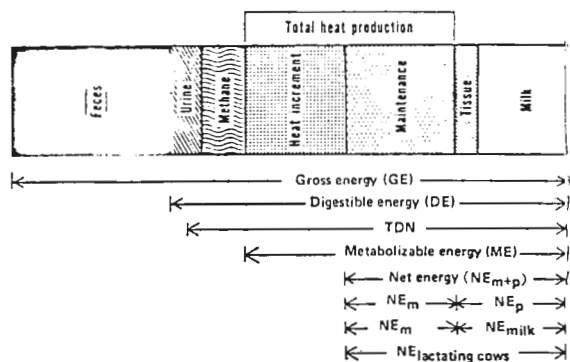 Total heat production
Feces
Urine
Methane
Heat increment
Maintenance
Tissue
Milk
Gross energy (GE)
Digestible energy (DE)
TDN
Metabolizable energy (ME)
Net energy (NEm+p)
NEm NEp
NEm NEmilk
NElactating cows